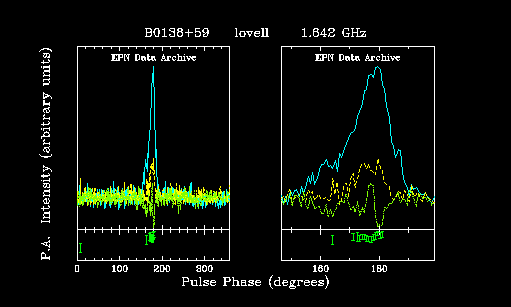 B0138+59 lovell 1.642 GHz
EPN Data Archive EPN Data Archive
P.A. Intensity (arbitrary units)
0 100 200 300 160 180
Pulse Phase (degrees)